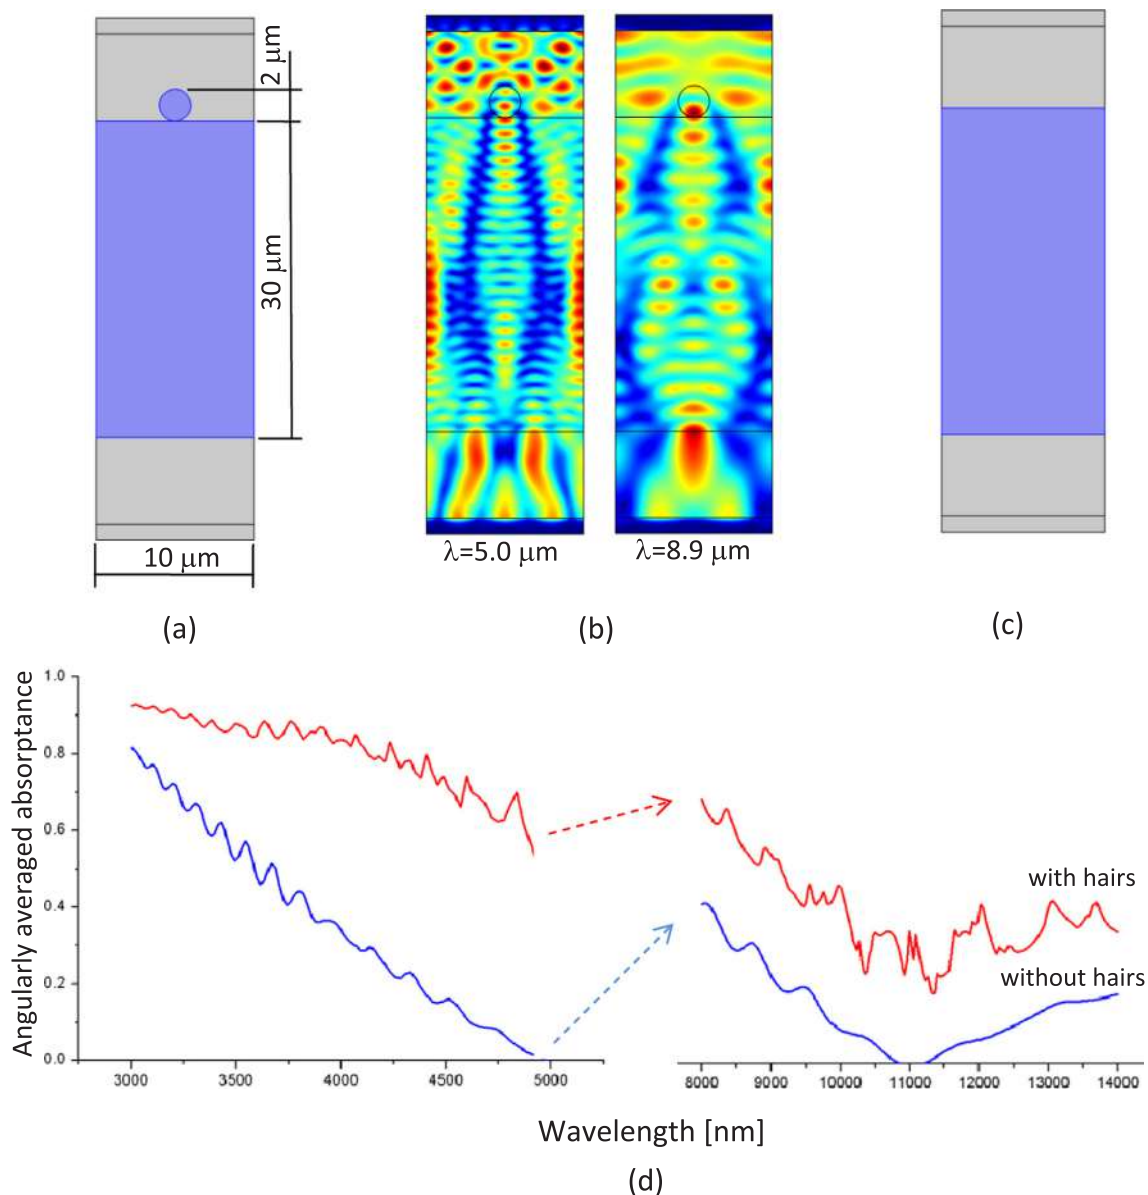 2 μm
30 μm
10 μm
λ=5.0 μm
λ=8.9 μm
(a)
(b)
(c)
Angularly averaged absorptance
1.0
0.8
0.6
0.4
0.2
0.0
with hairs
without hairs
3000 3500 4000 4500 5000 8000 9000 10000 11000 12000 13000 14000
Wavelength [nm]
(d)